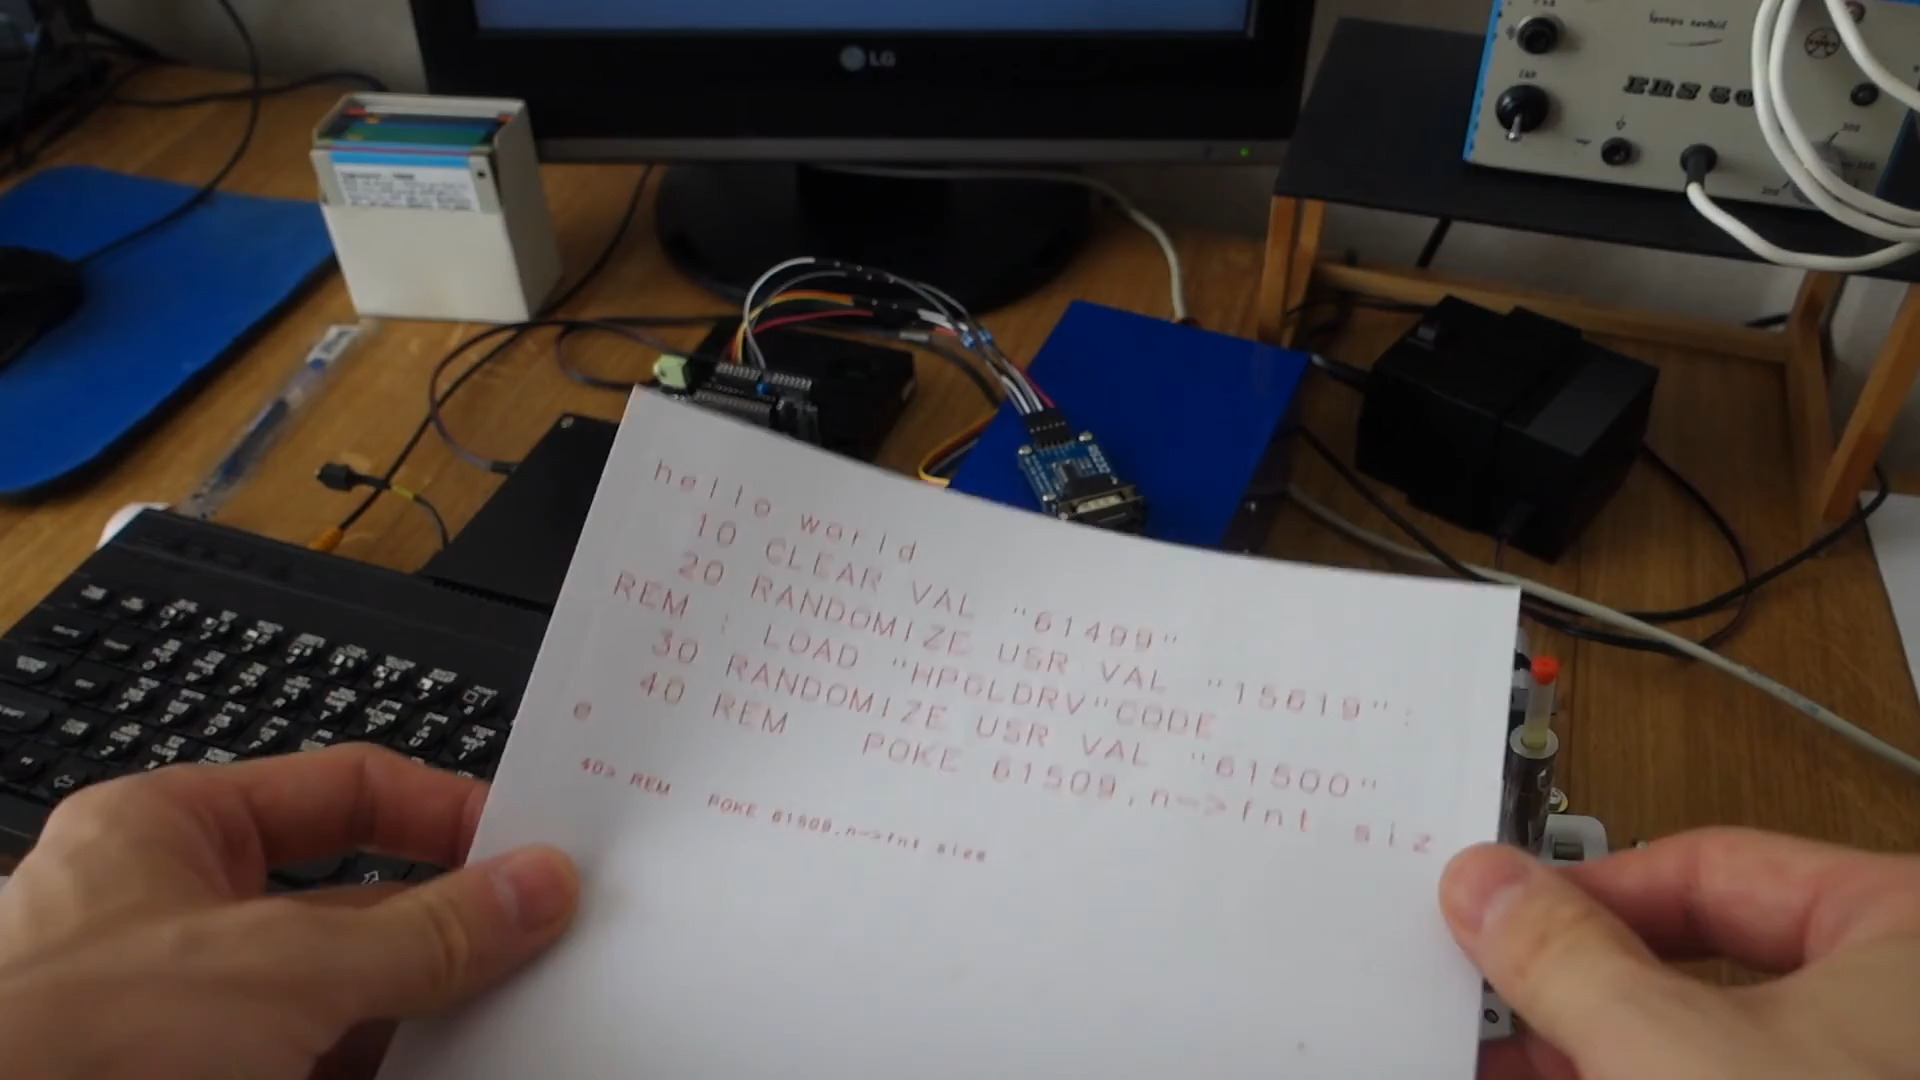 LG
hello world
10 CLEAR VAL "61499"
20 RANDOMIZE USR VAL "15619":
REM : LOAD "HPGLDRV"CODE
30 RANDOMIZE USR VAL "61500"
40 REM   POKE 61509,n->fnt siz
e
40> REM   POKE 61509,n->fnt size